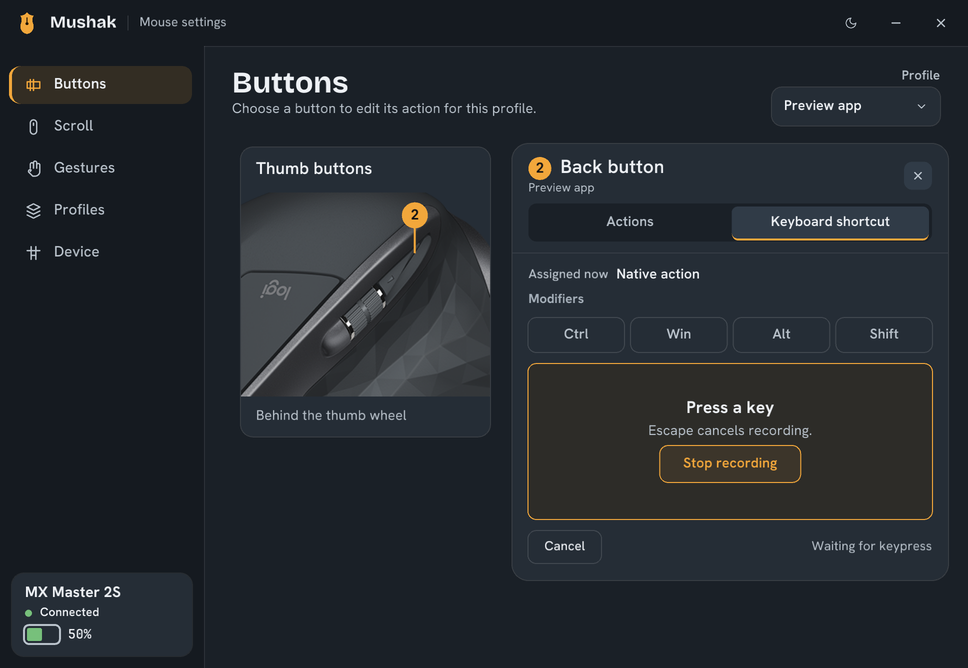 Mushak
Mouse settings
Buttons
Scroll
Gestures
Profiles
Device
MX Master 2S
Connected
50%
Buttons
Choose a button to edit its action for this profile.
Profile
Preview app
Thumb buttons
2
logi
Behind the thumb wheel
2 Back button
Preview app
Actions
Keyboard shortcut
Assigned now Native action
Modifiers
Ctrl
Win
Alt
Shift
Press a key
Escape cancels recording.
Stop recording
Cancel
Waiting for keypress